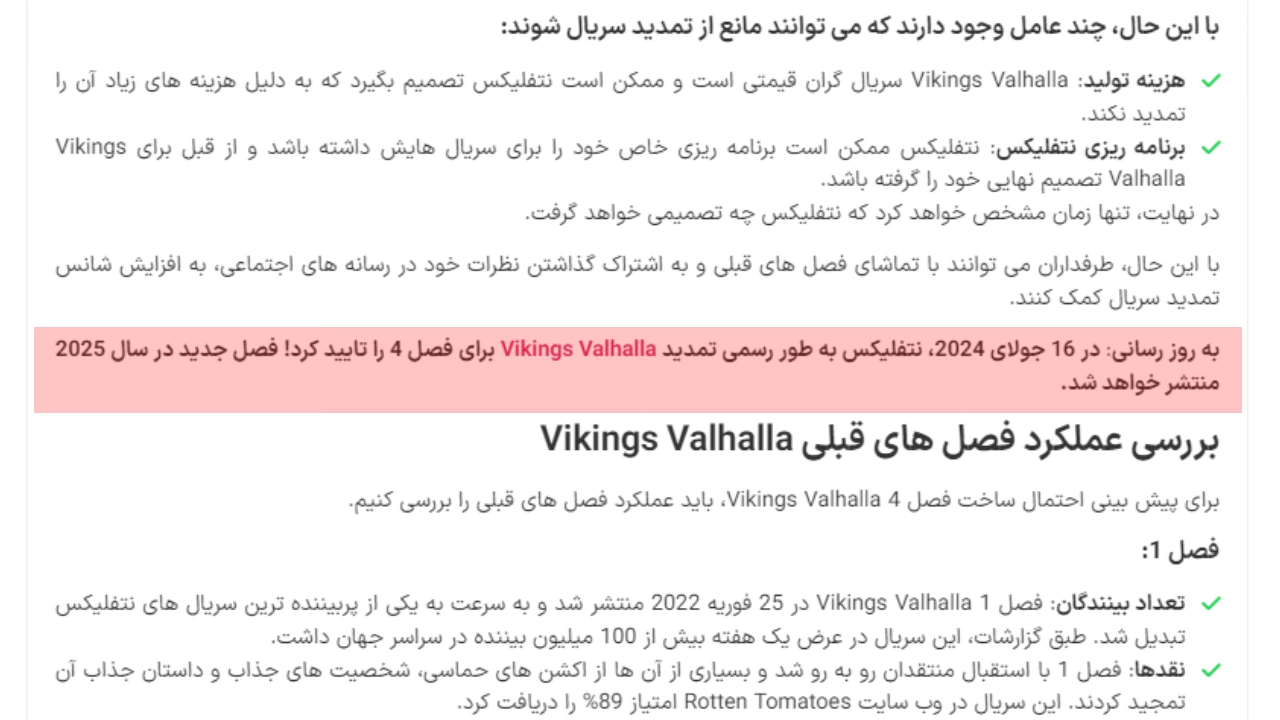 با این حال، چند عامل وجود دارند که می توانند مانع از تمدید سریال شوند:
هزینه تولید: Vikings Valhalla سریال گران قیمتی است و ممکن است نتفلیکس تصمیم بگیرد که به دلیل هزینه های زیاد آن را
تمدید نکند.
برنامه ریزی نتفلیکس: نتفلیکس ممکن است برنامه ریزی خاص خود را برای سریال هایش داشته باشد و از قبل برای Vikings
Valhalla تصمیم نهایی خود را گرفته باشد.
در نهایت، تنها زمان مشخص خواهد کرد که نتفلیکس چه تصمیمی خواهد گرفت.
با این حال، طرفداران می توانند با تماشای فصل های قبلی و به اشتراک گذاشتن نظرات خود در رسانه های اجتماعی، به افزایش شانس
تمدید سریال کمک کنند.
به روز رسانی: در 16 جولای 2024، نتفلیکس به طور رسمی تمدید Vikings Valhalla برای فصل 4 را تایید کرد! فصل جدید در سال 2025
منتشر خواهد شد.
بررسی عملکرد فصل های قبلی Vikings Valhalla
برای پیش بینی احتمال ساخت فصل 4 Vikings Valhalla، باید عملکرد فصل های قبلی را بررسی کنیم.
فصل 1:
تعداد بینندگان: فصل 1 Vikings Valhalla در 25 فوریه 2022 منتشر شد و به سرعت به یکی از پربیننده ترین سریال های نتفلیکس
تبدیل شد. طبق گزارشات، این سریال در عرض یک هفته بیش از 100 میلیون بیننده در سراسر جهان داشت.
نقدها: فصل 1 با استقبال منتقدان رو به رو شد و بسیاری از آن ها از اکشن های حماسی، شخصیت های جذاب و داستان جذاب آن
تمجید کردند. این سریال در وب سایت Rotten Tomatoes امتیاز 89% را دریافت کرد.